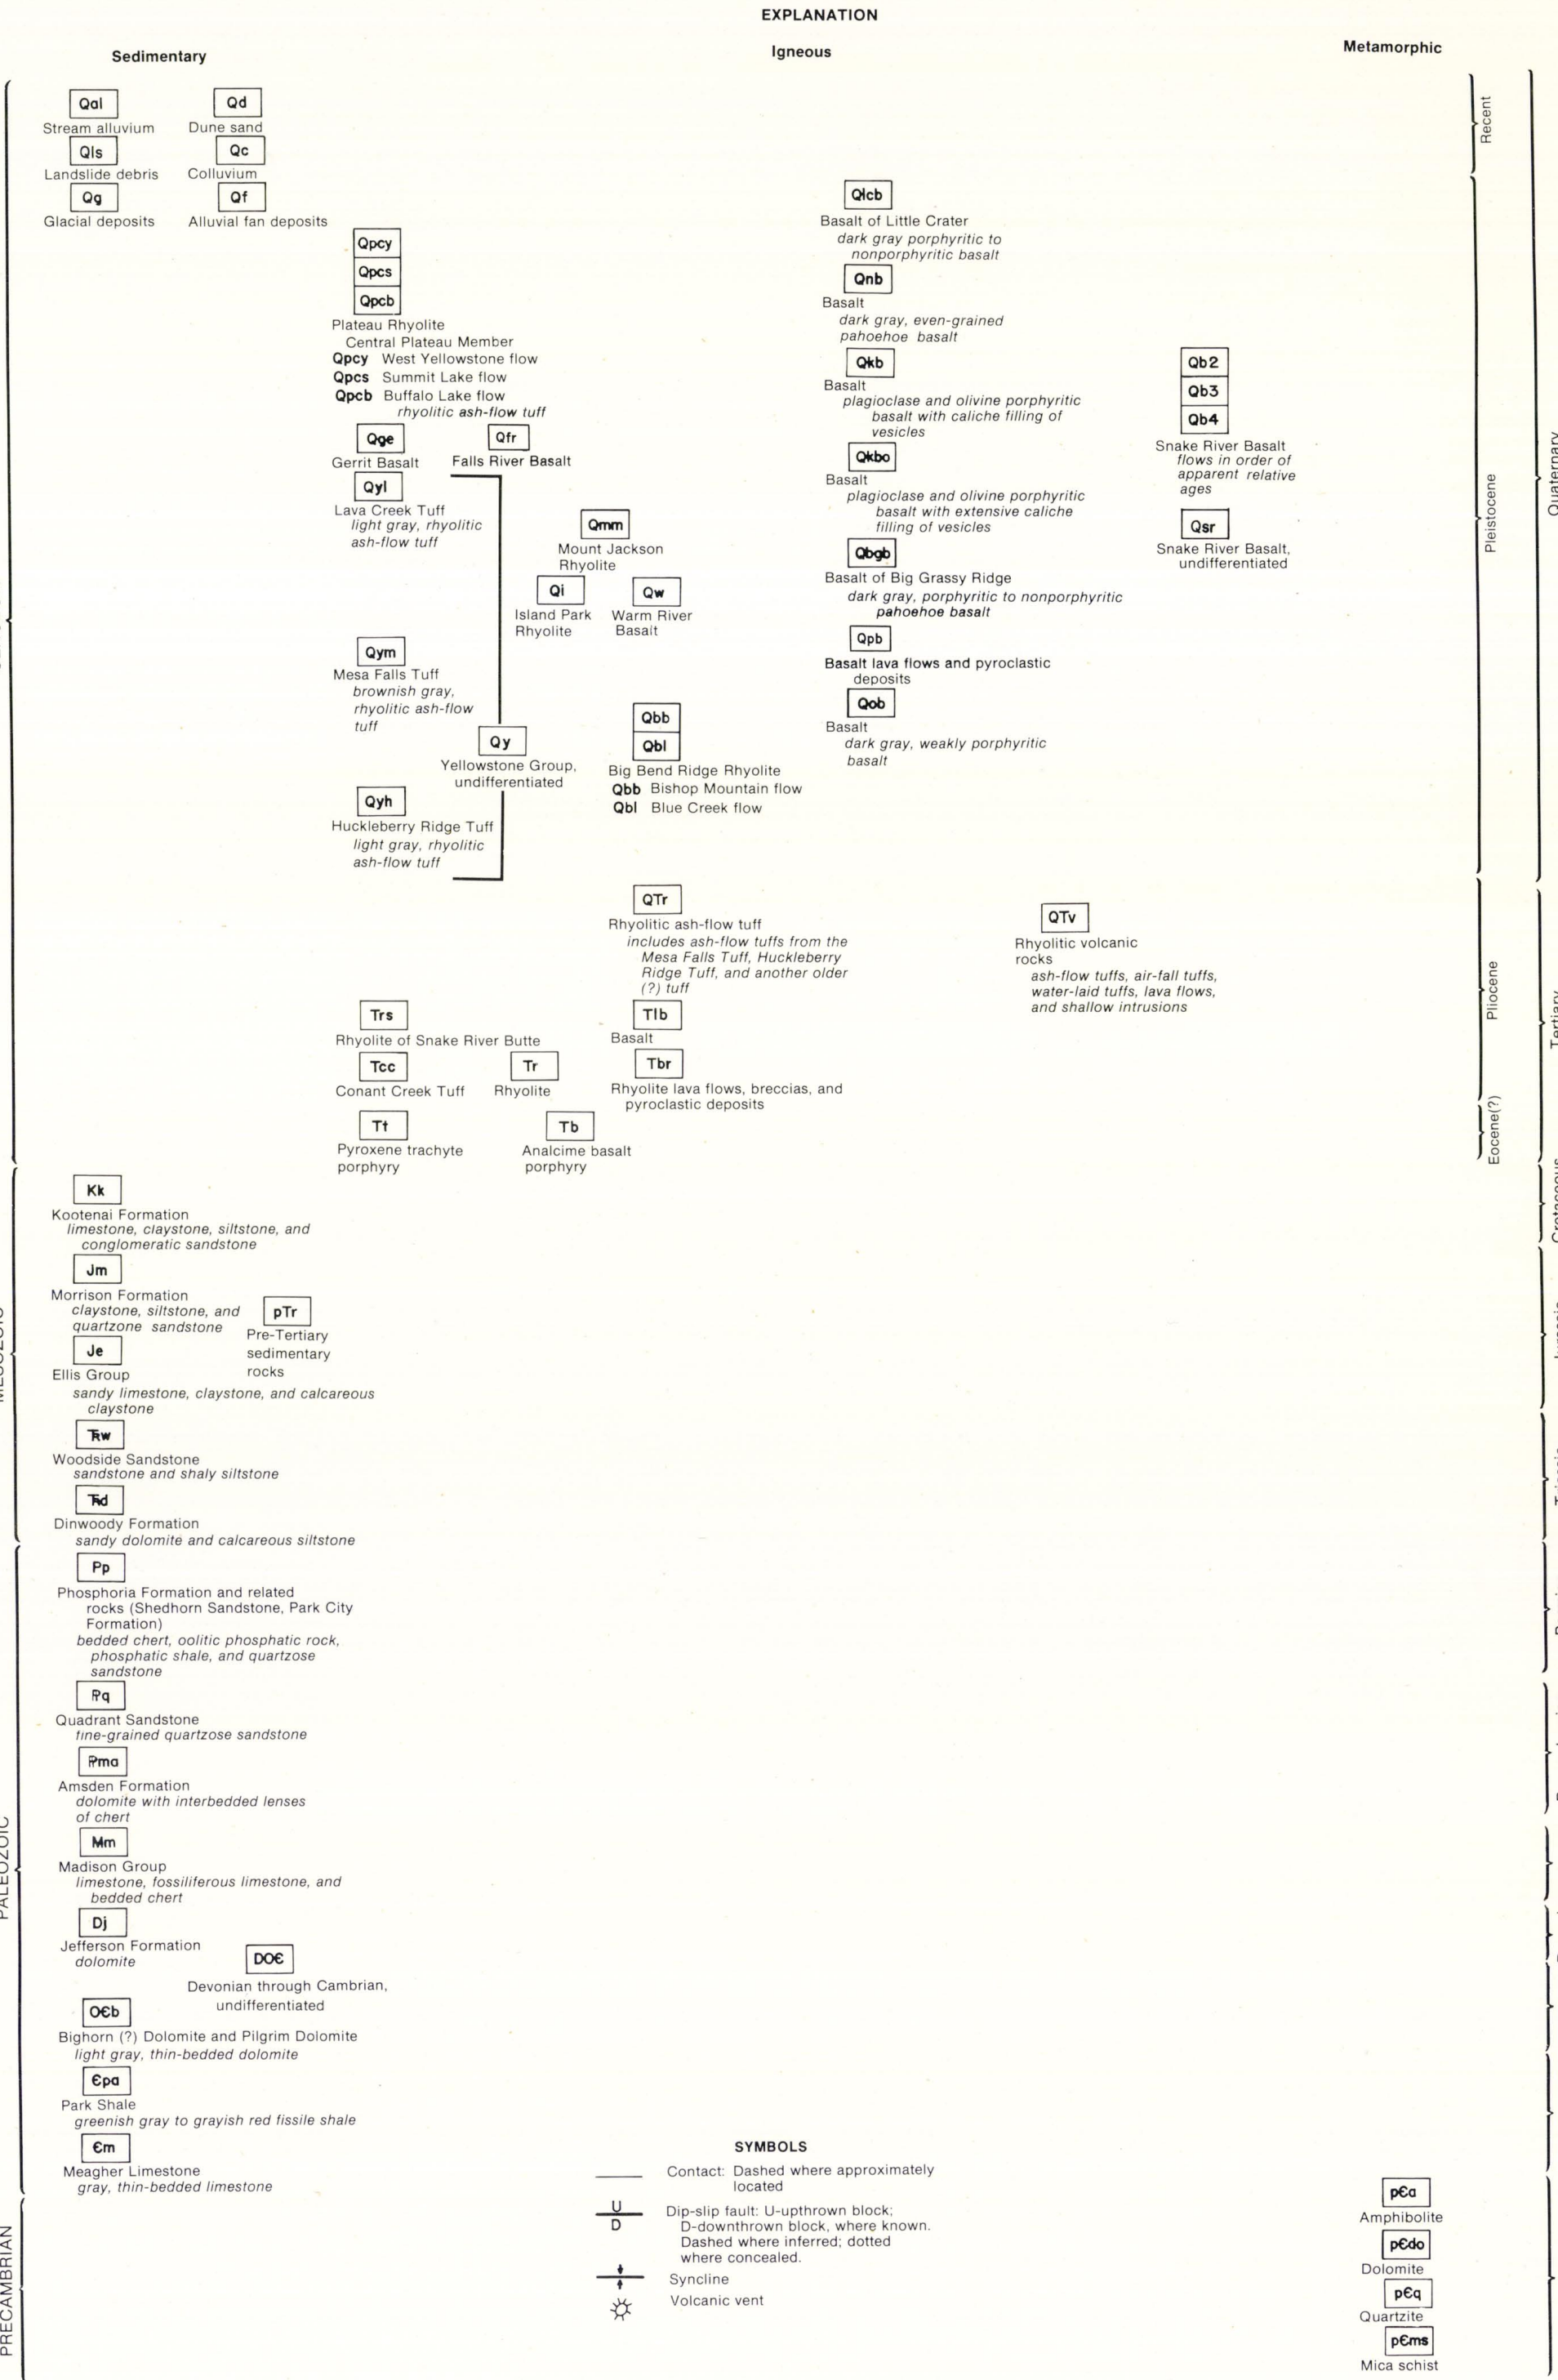 EXPLANATION
Sedimentary
Igneous
Metamorphic
Qal
Stream alluvium
Qd
Dune sand
Qls
Landslide debris
Qc
Colluvium
Qg
Glacial deposits
Qf
Alluvial fan deposits
Qpcy
Qpcs
Qpcb
Plateau Rhyolite
Central Plateau Member
Qpcy West Yellowstone flow
Qpcs Summit Lake flow
Qpcb Buffalo Lake flow
rhyolitic ash-flow tuff
Qge
Gerrit Basalt
Qfr
Falls River Basalt
Qyl
Lava Creek Tuff
light gray, rhyolitic
ash-flow tuff
Qmm
Mount Jackson
Rhyolite
Qi
Island Park
Rhyolite
Qw
Warm River
Basalt
Qym
Mesa Falls Tuff
brownish gray,
rhyolitic ash-flow
tuff
Qy
Yellowstone Group,
undifferentiated
Qbb
Qbl
Big Bend Ridge Rhyolite
Qbb Bishop Mountain flow
Qbl Blue Creek flow
Qyh
Huckleberry Ridge Tuff
light gray, rhyolitic
ash-flow tuff
Qlcb
Basalt of Little Crater
dark gray porphyritic to
nonporphyritic basalt
Qnb
Basalt
dark gray, even-grained
pahoehoe basalt
Qkb
Basalt
plagioclase and olivine porphyritic
basalt with caliche filling of
vesicles
Qkbo
Basalt
plagioclase and olivine porphyritic
basalt with extensive caliche
filling of vesicles
Qbgb
Basalt of Big Grassy Ridge
dark gray, porphyritic to nonporphyritic
pahoehoe basalt
Qpb
Basalt lava flows and pyroclastic
deposits
Qob
Basalt
dark gray, weakly porphyritic
basalt
Qb2
Qb3
Qb4
Snake River Basalt
flows in order of
apparent relative
ages
Qsr
Snake River Basalt,
undifferentiated
QTr
Rhyolitic ash-flow tuff
includes ash-flow tuffs from the
Mesa Falls Tuff, Huckleberry
Ridge Tuff, and another older
(?) tuff
QTv
Rhyolitic volcanic
rocks
ash-flow tuffs, air-fall tuffs,
water-laid tuffs, lava flows,
and shallow intrusions
Trs
Rhyolite of Snake River Butte
Tlb
Basalt
Tcc
Conant Creek Tuff
Tr
Rhyolite
Tbr
Rhyolite lava flows, breccias, and
pyroclastic deposits
Tt
Pyroxene trachyte
porphyry
Tb
Analcime basalt
porphyry
Recent
Pleistocene
Pliocene
Eocene(?)
Quaternary
Tertiary
Kk
Kootenai Formation
limestone, claystone, siltstone, and
conglomeratic sandstone
Jm
Morrison Formation
claystone, siltstone, and
quartzone sandstone
pTr
Pre-Tertiary
sedimentary
rocks
Je
Ellis Group
sandy limestone, claystone, and calcareous
claystone
Ꞧw
Woodside Sandstone
sandstone and shaly siltstone
Ꞧd
Dinwoody Formation
sandy dolomite and calcareous siltstone
Pp
Phosphoria Formation and related
rocks (Shedhorn Sandstone, Park City
Formation)
bedded chert, oolitic phosphatic rock,
phosphatic shale, and quartzose
sandstone
ℙq
Quadrant Sandstone
fine-grained quartzose sandstone
ℙma
Amsden Formation
dolomite with interbedded lenses
of chert
Mm
Madison Group
limestone, fossiliferous limestone, and
bedded chert
Dj
Jefferson Formation
dolomite
DO€
Devonian through Cambrian,
undifferentiated
O€b
Bighorn (?) Dolomite and Pilgrim Dolomite
light gray, thin-bedded dolomite
€pa
Park Shale
greenish gray to grayish red fissile shale
€m
Meagher Limestone
gray, thin-bedded limestone
PALEOZOIC
PRECAMBRIAN
SYMBOLS
Contact: Dashed where approximately
located
U
D
Dip-slip fault: U-upthrown block;
D-downthrown block, where known.
Dashed where inferred; dotted
where concealed.
Syncline
Volcanic vent
p€a
Amphibolite
p€do
Dolomite
p€q
Quartzite
p€ms
Mica schist